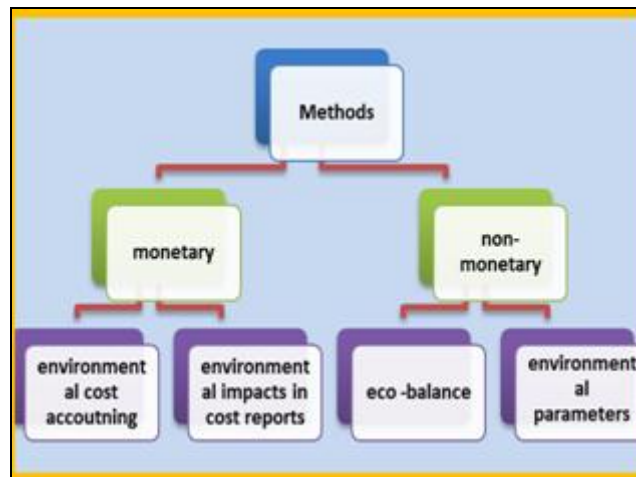 Methods
monetary
non-
monetary
environment
al cost
accoutning
environment
al impacts in
cost reports
eco -balance
environment
al
parameters